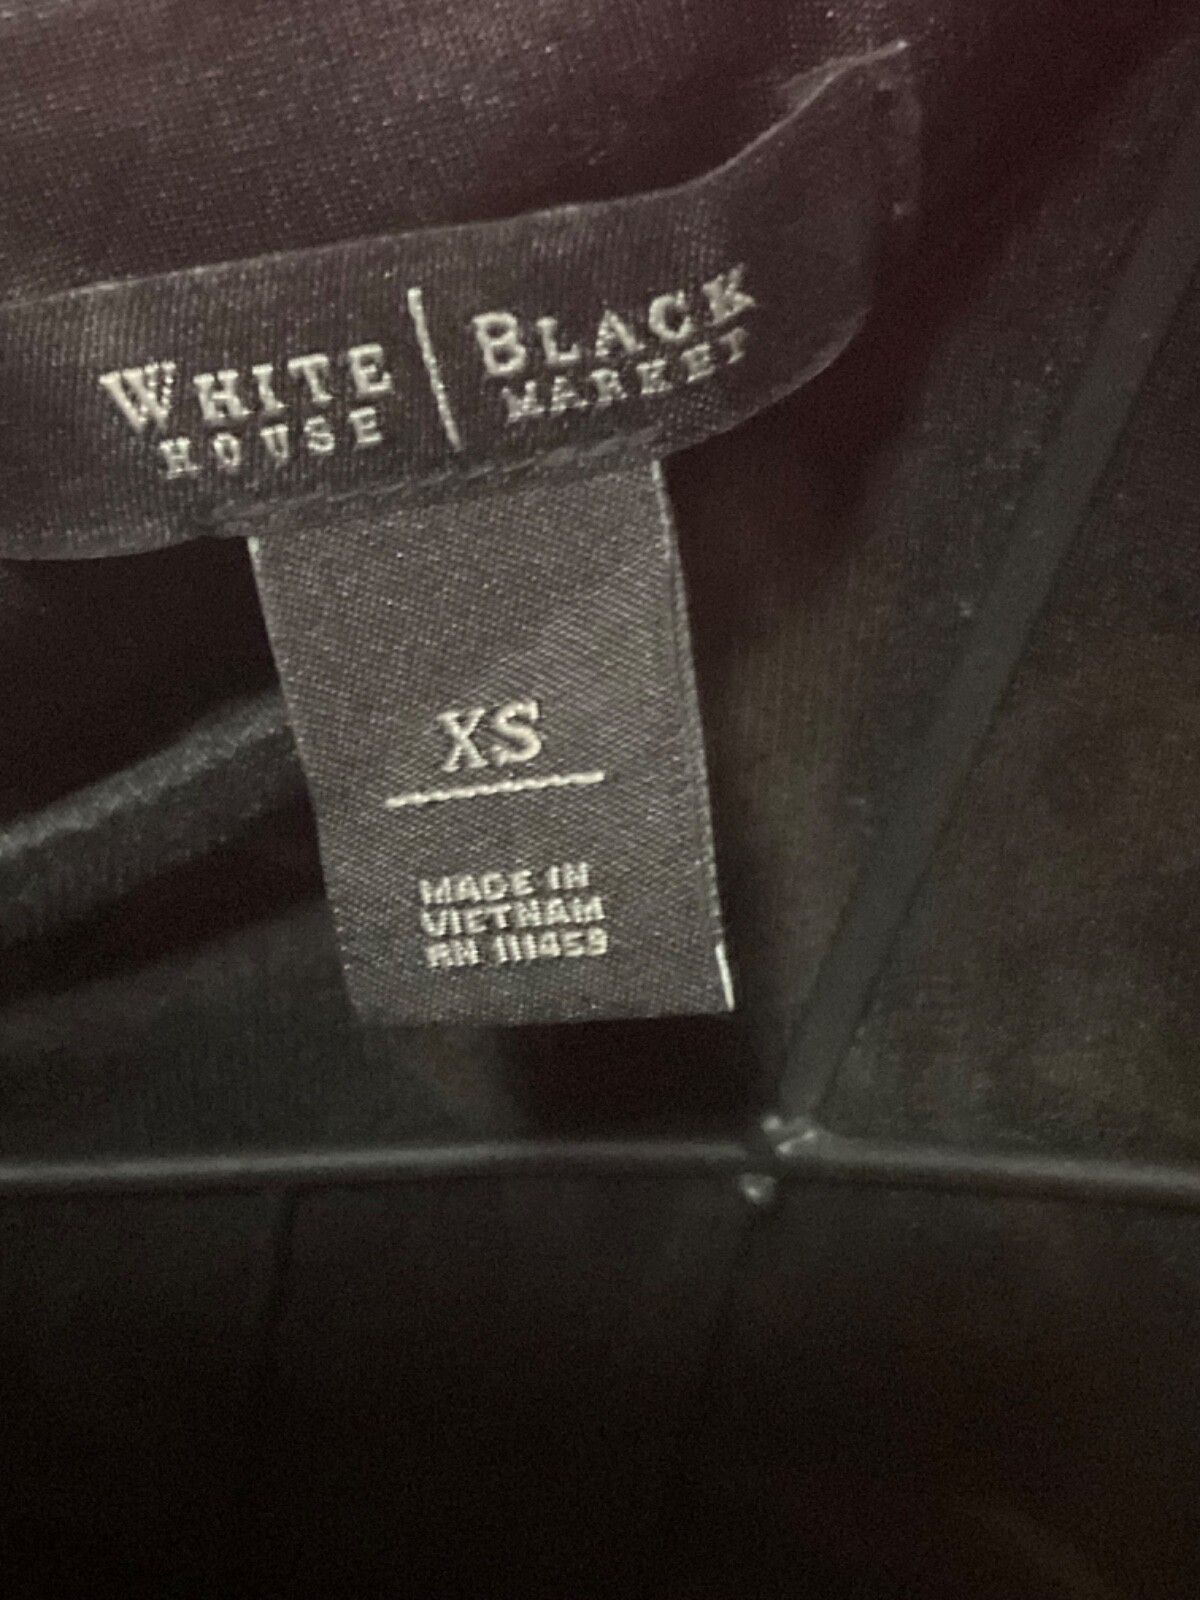 WHITE | BLACK
HOUSE | MARKET
XS
MADE IN
VIETNAM
RN 111459